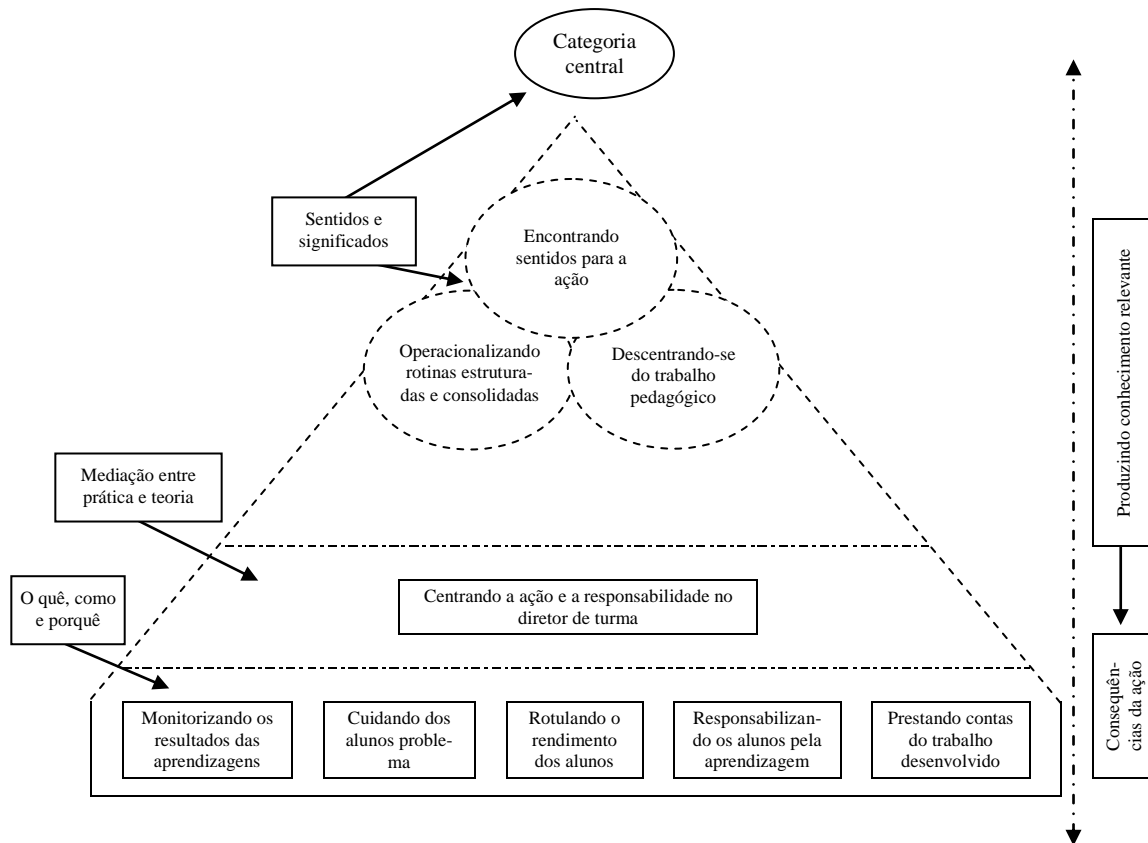 Categoria
central
Sentidos e
significados
Encontrando
sentidos para a
ação
Operacionalizando
rotinas estrutura-
das e consolidadas
Descentrando-se
do trabalho
pedagógico
Mediação entre
prática e teoria
Centrando a ação e a responsabilidade no
diretor de turma
O quê, como
e porquê
Monitorizando os
resultados das
aprendizagens
Cuidando dos
alunos proble-
ma
Rotulando o
rendimento
dos alunos
Responsabilizan-
do os alunos pela
aprendizagem
Prestando contas
do trabalho
desenvolvido
Produzindo conhecimento relevante
Consequên-
cias da ação